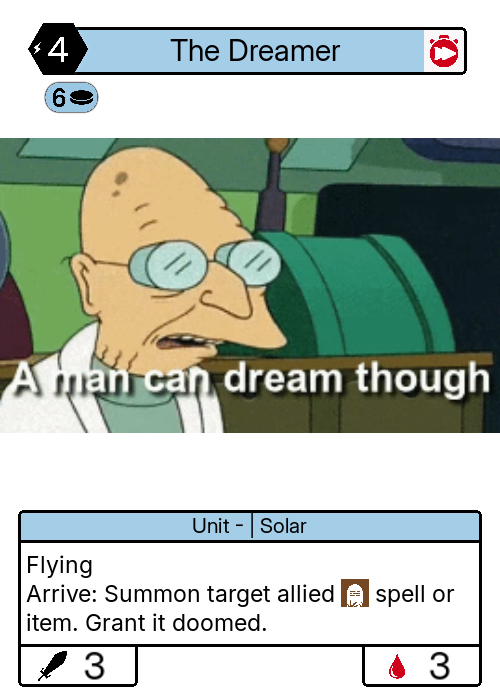 4 The Dreamer
6
A man can dream though
Unit - | Solar
Flying
Arrive: Summon target allied spell or
item. Grant it doomed.
3 3